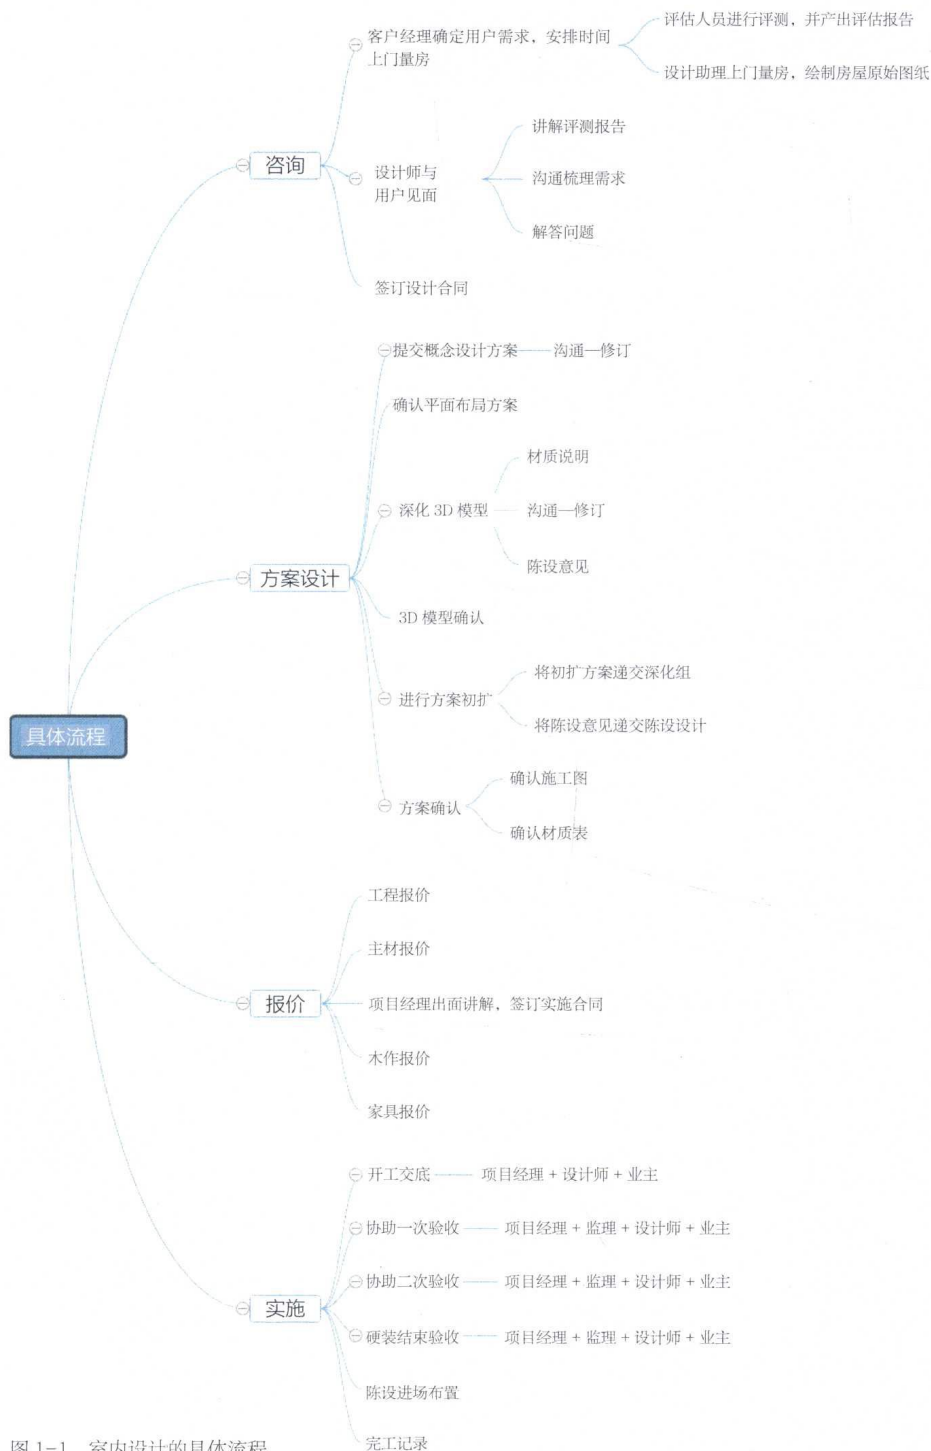 具体流程
咨询
客户经理确定用户需求，安排时间
上门量房
评估人员进行评测，并产出评估报告
设计助理上门量房，绘制房屋原始图纸
设计师与
用户见面
讲解评测报告
沟通梳理需求
解答问题
签订设计合同
方案设计
提交概念设计方案
沟通—修订
确认平面布局方案
深化 3D 模型
材质说明
沟通—修订
陈设意见
3D 模型确认
进行方案初扩
将初扩方案递交深化组
将陈设意见递交陈设设计
方案确认
确认施工图
确认材质表
报价
工程报价
主材报价
项目经理出面讲解，签订实施合同
木作报价
家具报价
实施
开工交底
项目经理 + 设计师 + 业主
协助一次验收
项目经理 + 监理 + 设计师 + 业主
协助二次验收
项目经理 + 监理 + 设计师 + 业主
硬装结束验收
项目经理 + 监理 + 设计师 + 业主
陈设进场布置
完工记录
图 1-1 室内设计的具体流程